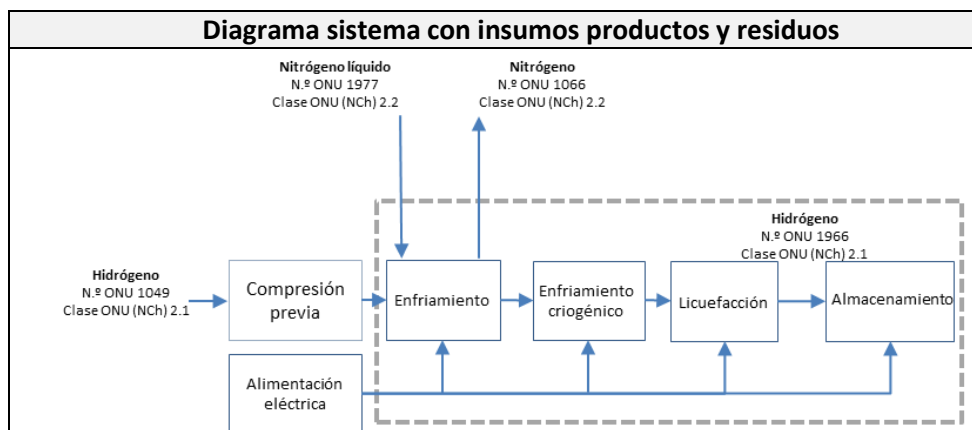 Diagrama sistema con insumos productos y residuos
Nitrógeno líquido
N.º ONU 1977
Clase ONU (NCh) 2.2
Nitrógeno
N.º ONU 1066
Clase ONU (NCh) 2.2
Hidrógeno
N.º ONU 1966
Clase ONU (NCh) 2.1
Hidrógeno
N.º ONU 1049
Clase ONU (NCh) 2.1
Compresión
previa
Enfriamiento
Enfriamiento
criogénico
Licuefacción
Almacenamiento
Alimentación
eléctrica